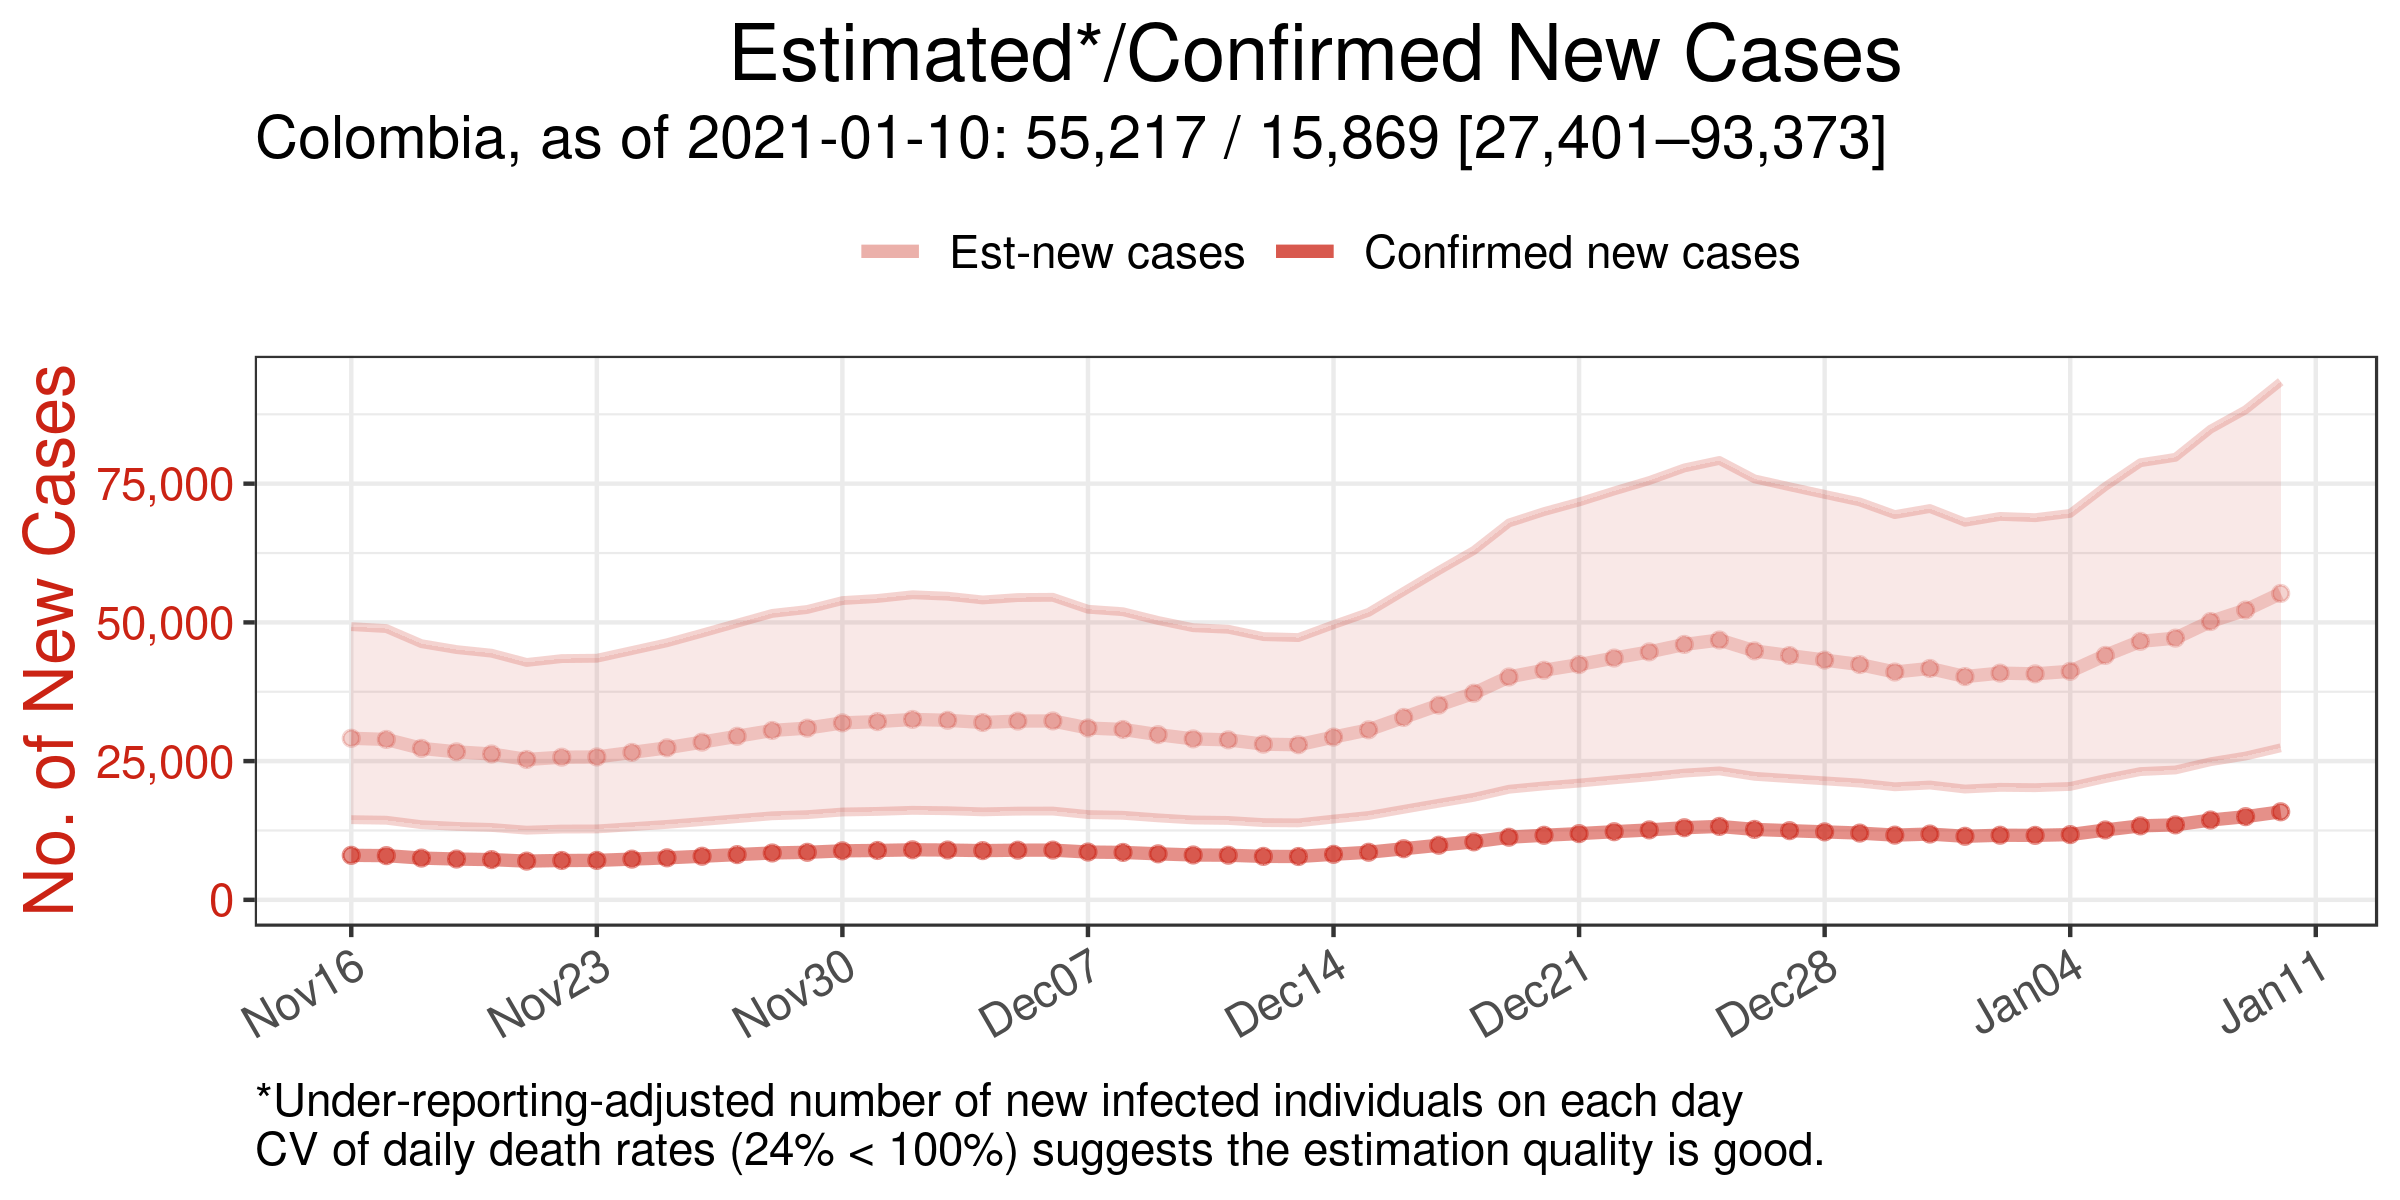 Estimated*/Confirmed New Cases
Colombia, as of 2021-01-10: 55,217 / 15,869 [27,401–93,373]
Est-new cases Confirmed new cases
No. of New Cases
75,000
50,000
25,000
0
Nov16 Nov23 Nov30 Dec07 Dec14 Dec21 Dec28 Jan04 Jan11
*Under-reporting-adjusted number of new infected individuals on each day
CV of daily death rates (24% < 100%) suggests the estimation quality is good.